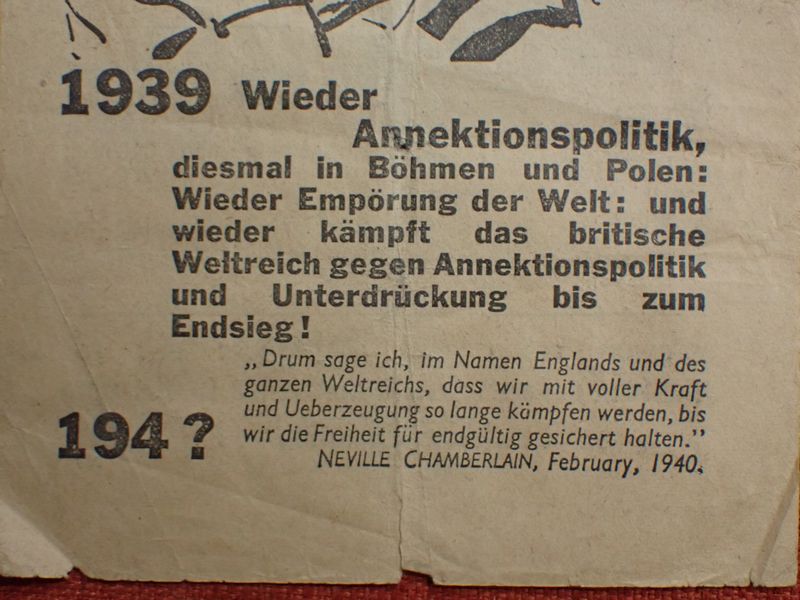 1939 Wieder
Annektionspolitik,
diesmal in Böhmen und Polen:
Wieder Empörung der Welt: und
wieder kämpft das britische
Weltreich gegen Annektionspolitik
und Unterdrückung bis zum
Endsieg!
„Drum sage ich, im Namen Englands und des
ganzen Weltreichs, dass wir mit voller Kraft
und Ueberzeugung so lange kämpfen werden, bis
wir die Freiheit für endgültig gesichert halten."
194?
NEVILLE CHAMBERLAIN, February, 1940.